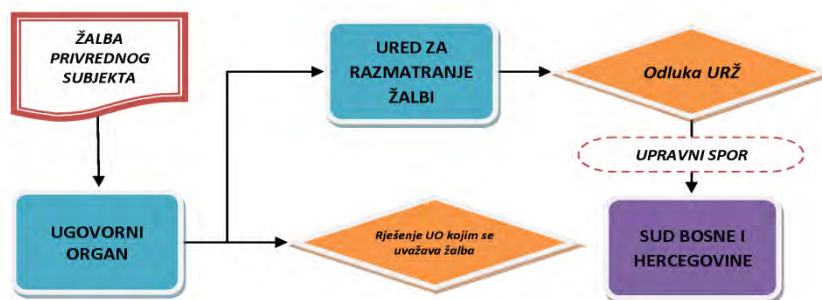 ŽALBA
PRIVREDNOG
SUBJEKTA
URED ZA
RAZMATRANJE
ŽALBI
Odluka URŽ
UPRAVNI SPOR
UGOVORNI
ORGAN
Rješenje UO kojim se
uvažava žalba
SUD BOSNE I
HERCEGOVINE